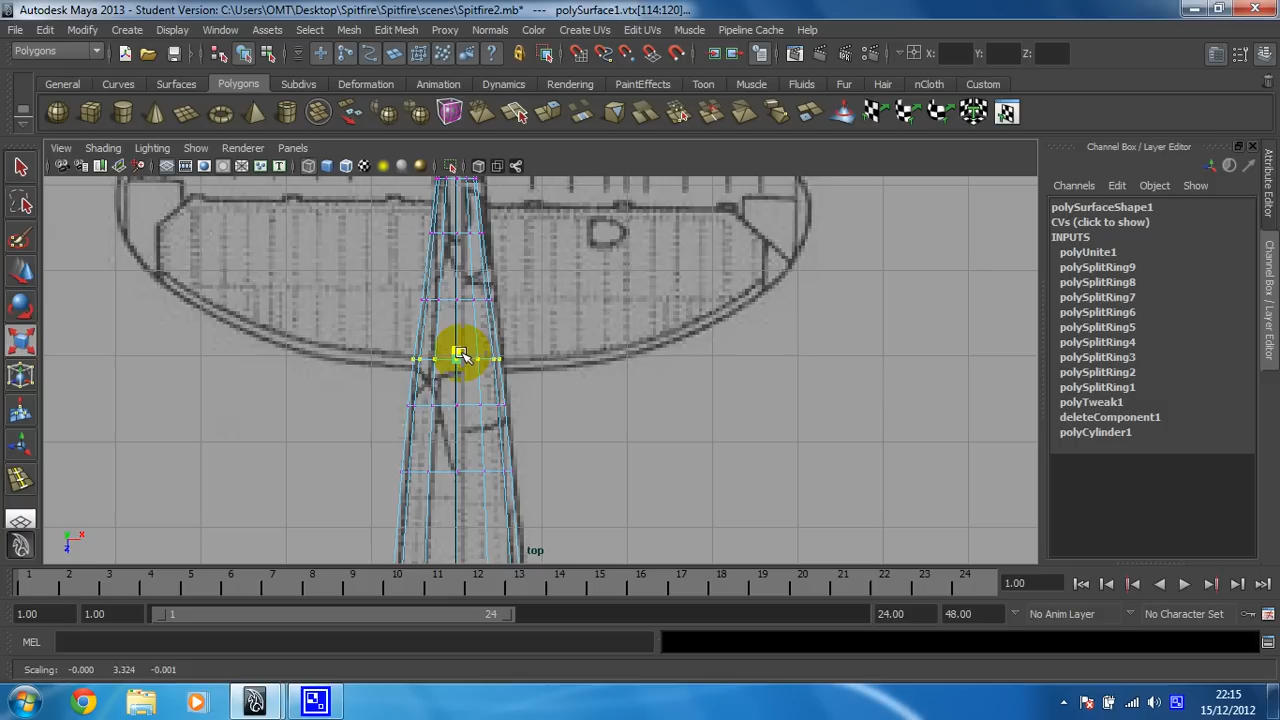 Autodesk Maya 2013 - Student Version: C:\Users\OMT\Desktop\Spitfire\Spitfire\scenes\Spitfire2.mb* --- polySurface1.vtx[114:120]...
File Edit Modify Create Display Window Assets Select Mesh Edit Mesh Proxy Normals Color Create UVs Edit UVs Muscle Pipeline Cache Help
Polygons X: Y: Z:
General Curves Surfaces Polygons Subdivs Deformation Animation Dynamics Rendering PaintEffects Toon Muscle Fluids Fur Hair nCloth Custom
View Shading Lighting Show Renderer Panels
Channel Box / Layer Editor
Channels Edit Object Show
polySurfaceShape1
CVs (click to show)
INPUTS
polyUnite1
polySplitRing9
polySplitRing8
polySplitRing7
polySplitRing6
polySplitRing5
polySplitRing4
polySplitRing3
polySplitRing2
polySplitRing1
polyTweak1
deleteComponent1
polyCylinder1
Attribute Editor
Channel Box / Layer Editor
x
z
top
1 2 3 4 5 6 7 8 9 10 11 12 13 14 15 16 17 18 19 20 21 22 23 24 1.00
1.00 1.00 1 24 24.00 48.00 No Anim Layer No Character Set
MEL
Scaling: -0.000 3.324 -0.001
22:15
15/12/2012